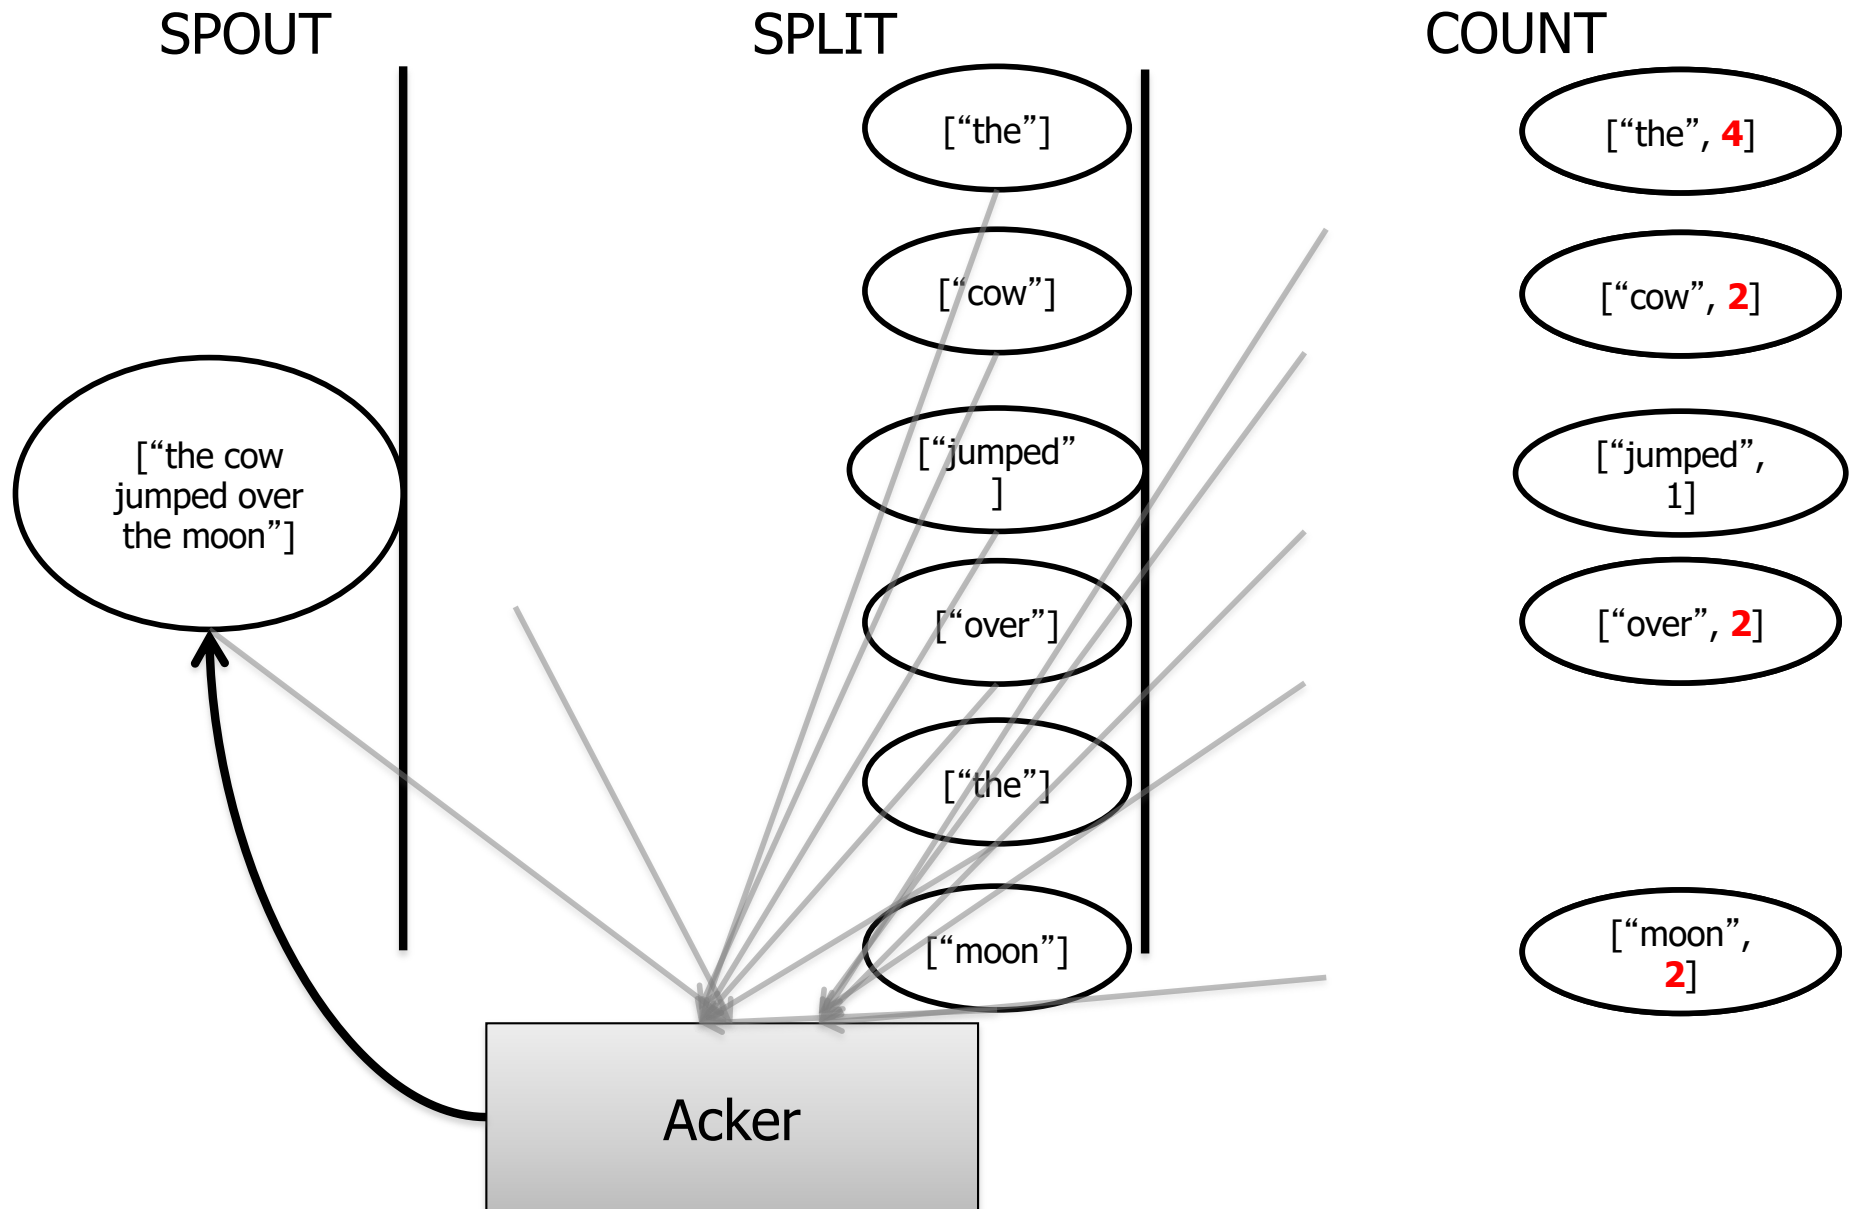 SPOUT
SPLIT
COUNT
[“the cow
jumped over
the moon”]
[“the”]
[“cow”]
[“jumped”
]
[“over”]
[“the”]
[“moon”]
[“the”, 4]
[“cow”, 2]
[“jumped”,
1]
[“over”, 2]
[“moon”,
2]
Acker